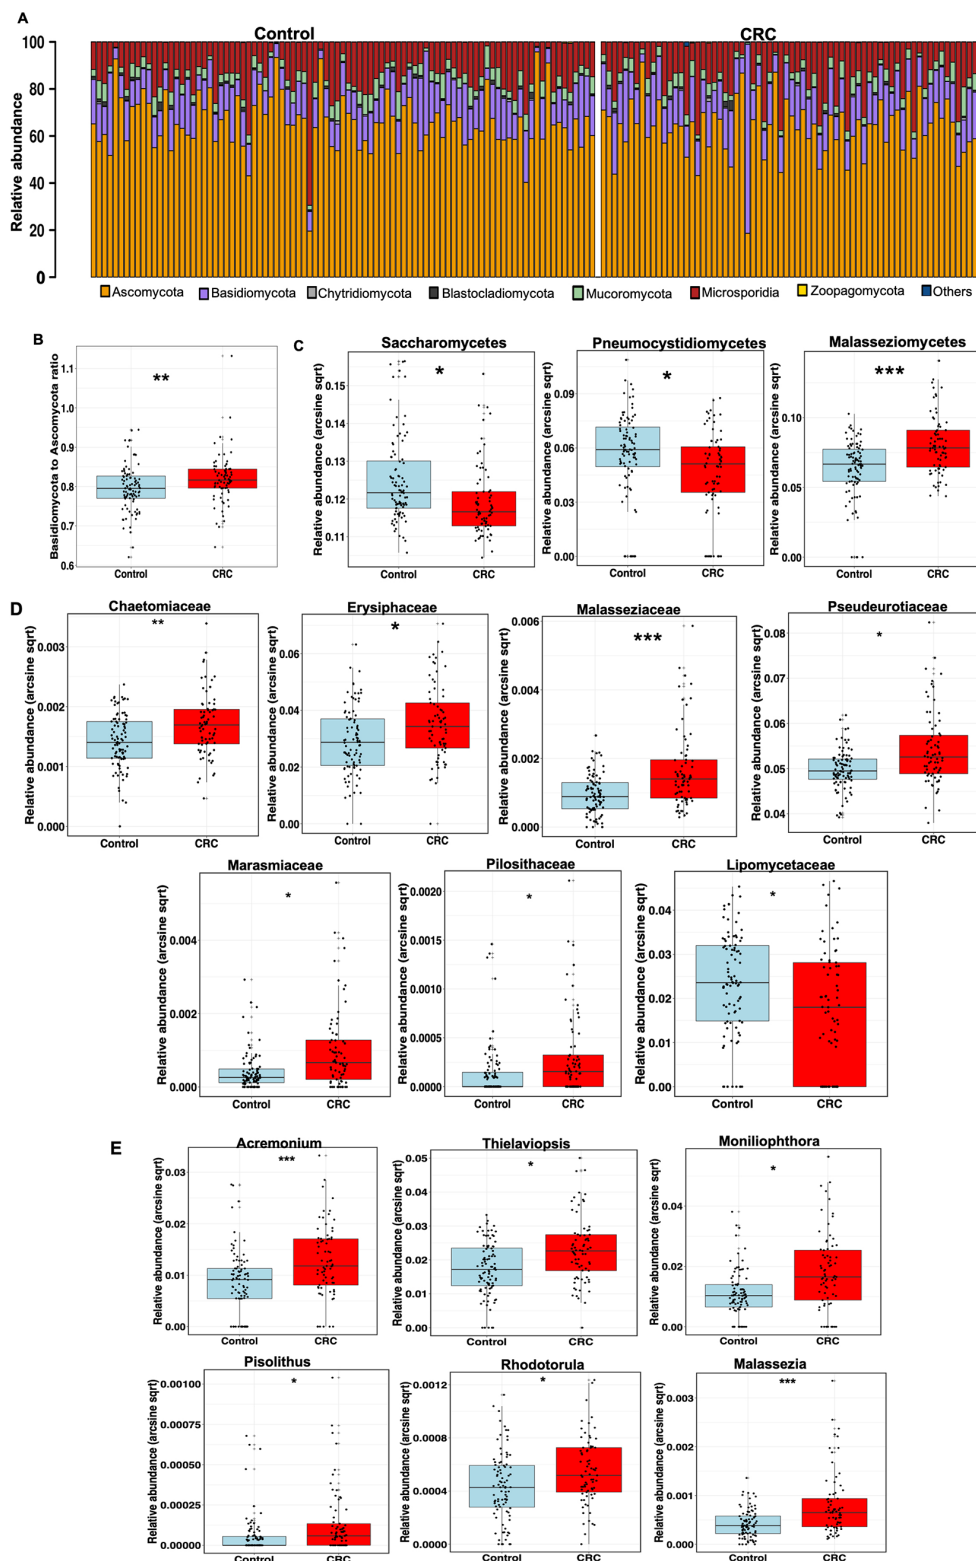 A
Control
CRC
Relative abundance
100
80
60
40
20
0
Ascomycota Basidiomycota Chytridiomycota Blastocladiomycota Mucoromycota Microsporidia Zoopagomycota Others
B
Basidiomycota to Ascomycota ratio
**
1.1
1.0
0.9
0.8
0.7
0.6
Control CRC
C
Saccharomycetes
Relative abundance (arcsine sqrt)
*
0.15
0.13
0.12
0.11
Control CRC
Pneumocystidiomycetes
Relative abundance (arcsine sqrt)
*
0.09
0.06
0.03
0.00
Control CRC
Malasseziomycetes
Relative abundance (arcsine sqrt)
***
0.10
0.05
0.00
Control CRC
D
Chaetomiaceae
Relative abundance (arcsine sqrt)
**
0.003
0.002
0.001
0.000
Control CRC
Erysiphaceae
Relative abundance (arcsine sqrt)
*
0.06
0.04
0.02
0.00
Control CRC
Malasseziaceae
Relative abundance (arcsine sqrt)
***
0.006
0.004
0.002
0.000
Control CRC
Pseudeurotiaceae
Relative abundance (arcsine sqrt)
*
0.08
0.07
0.06
0.05
0.04
Control CRC
Marasmiaceae
Relative abundance (arcsine sqrt)
*
0.004
0.002
0.000
Control CRC
Pilosithaceae
Relative abundance (arcsine sqrt)
*
0.0020
0.0015
0.0010
0.0005
0.0000
Control CRC
Lipomycetaceae
Relative abundance (arcsine sqrt)
*
0.04
0.03
0.02
0.01
0.00
Control CRC
E
Acremonium
Relative abundance (arcsine sqrt)
***
0.03
0.02
0.01
0.00
Control CRC
Thielaviopsis
Relative abundance (arcsine sqrt)
*
0.05
0.04
0.03
0.02
0.01
0.00
Control CRC
Moniliophthora
Relative abundance (arcsine sqrt)
*
0.04
0.02
0.00
Control CRC
Pisolithus
Relative abundance (arcsine sqrt)
*
0.00100
0.00075
0.00050
0.00025
0.00000
Control CRC
Rhodotorula
Relative abundance (arcsine sqrt)
*
0.0012
0.0008
0.0004
0.0000
Control CRC
Malassezia
Relative abundance (arcsine sqrt)
***
0.003
0.002
0.001
0.000
Control CRC